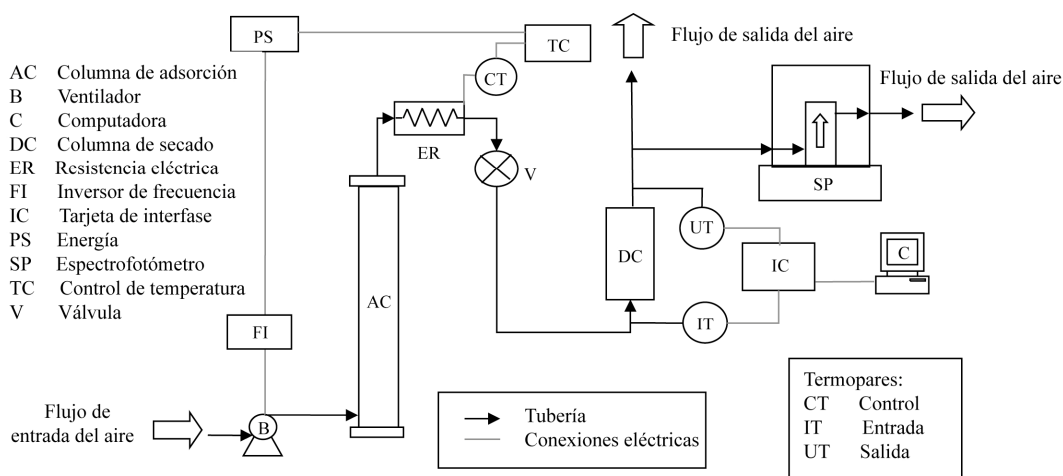 AC Columna de adsorción
B Ventilador
C Computadora
DC Columna de secado
ER Resistencia eléctrica
FI Inversor de frecuencia
IC Tarjeta de interfase
PS Energía
SP Espectrofotómetro
TC Control de temperatura
V Válvula
PS
TC
CT
ER
V
AC
FI
B
Flujo de
entrada del aire
Flujo de salida del aire
Flujo de salida del aire
SP
UT
DC
IC
C
IT
Tubería
Conexiones eléctricas
Termopares:
CT Control
IT Entrada
UT Salida